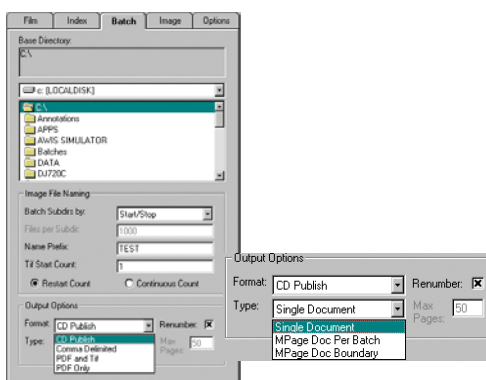 Film Index Batch Image Options
Base Directory:
C:\
c: [LOCALDISK]
C:\
Annotations
APPS
AWIS SIMULATOR
Batches
DATA
DJ720C
Image File Naming
Batch Subdirs by: Start/Stop
Files per Subdir: 1000
Name Prefix: TEST
Tif Start Count: 1
Restart Count Continuous Count
Output Options
Format: CD Publish Renumber:
Type: CD Publish Max Pages: 50
Comma Delimited
PDF and Tif
PDF Only
Output Options
Format: CD Publish Renumber:
Type: Single Document Max Pages: 50
Single Document
MPage Doc Per Batch
MPage Doc Boundary